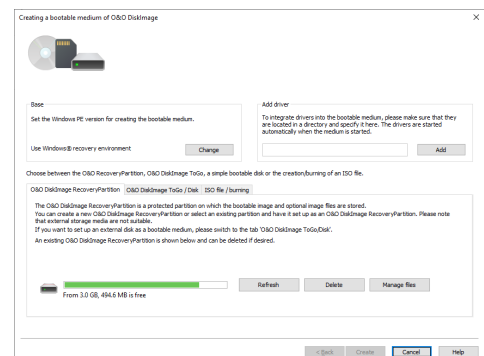 Creating a bootable medium of O&O DiskImage
Base
Set the Windows PE version for creating the bootable medium.
Use Windows® recovery environment
Change
Add driver
To integrate drivers into the bootable medium, please make sure that they
are located in a directory and specify it here. The drivers are started
automatically when the medium is started.
Add
Choose between the O&O RecoveryPartition, O&O DiskImage ToGo, a simple bootable disk or the creation/burning of an ISO file.
O&O DiskImage RecoveryPartition O&O DiskImage ToGo / Disk ISO file / burning
The O&O DiskImage RecoveryPartition is a protected partition on which the bootable image and optional image files are stored.
You can create a new O&O DiskImage RecoveryPartition or select an existing partition and have it set up as an O&O DiskImage RecoveryPartition. Please note
that external storage media are not suitable.
If you want to set up an external disk as a bootable medium, please switch to the tab 'O&O DiskImage ToGo/Disk'.
An existing O&O DiskImage RecoveryPartition is shown below and can be deleted if desired.
Refresh Delete Manage files
From 3.0 GB, 494.6 MB is free
< Back Create Cancel Help